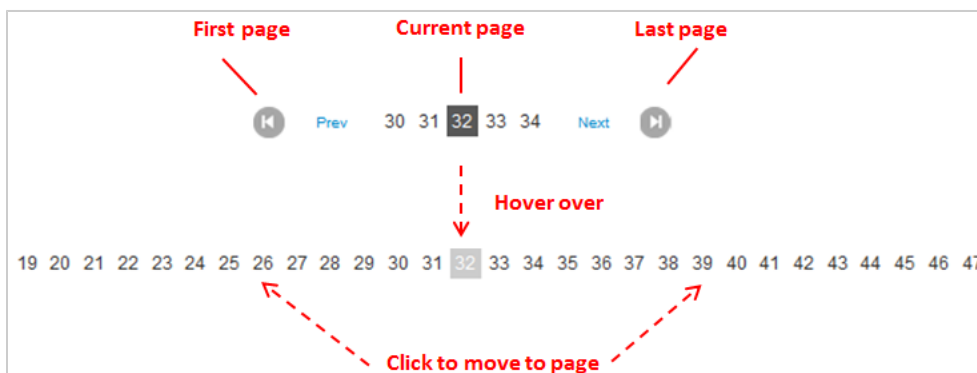 First page Current page Last page
Prev 30 31 32 33 34 Next
Hover over
19 20 21 22 23 24 25 26 27 28 29 30 31 32 33 34 35 36 37 38 39 40 41 42 43 44 45 46 47
Click to move to page